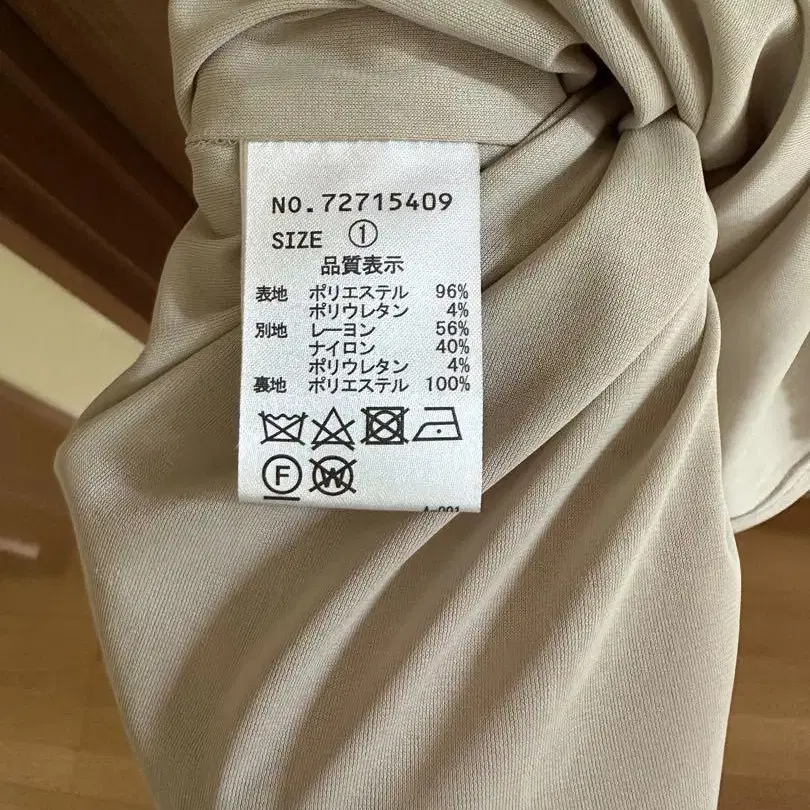 NO.72715409
SIZE ①
品質表示
表地 ポリエステル 96%
ポリウレタン 4%
別地 レーヨン 56%
ナイロン 40%
ポリウレタン 4%
裏地 ポリエステル 100%
F W